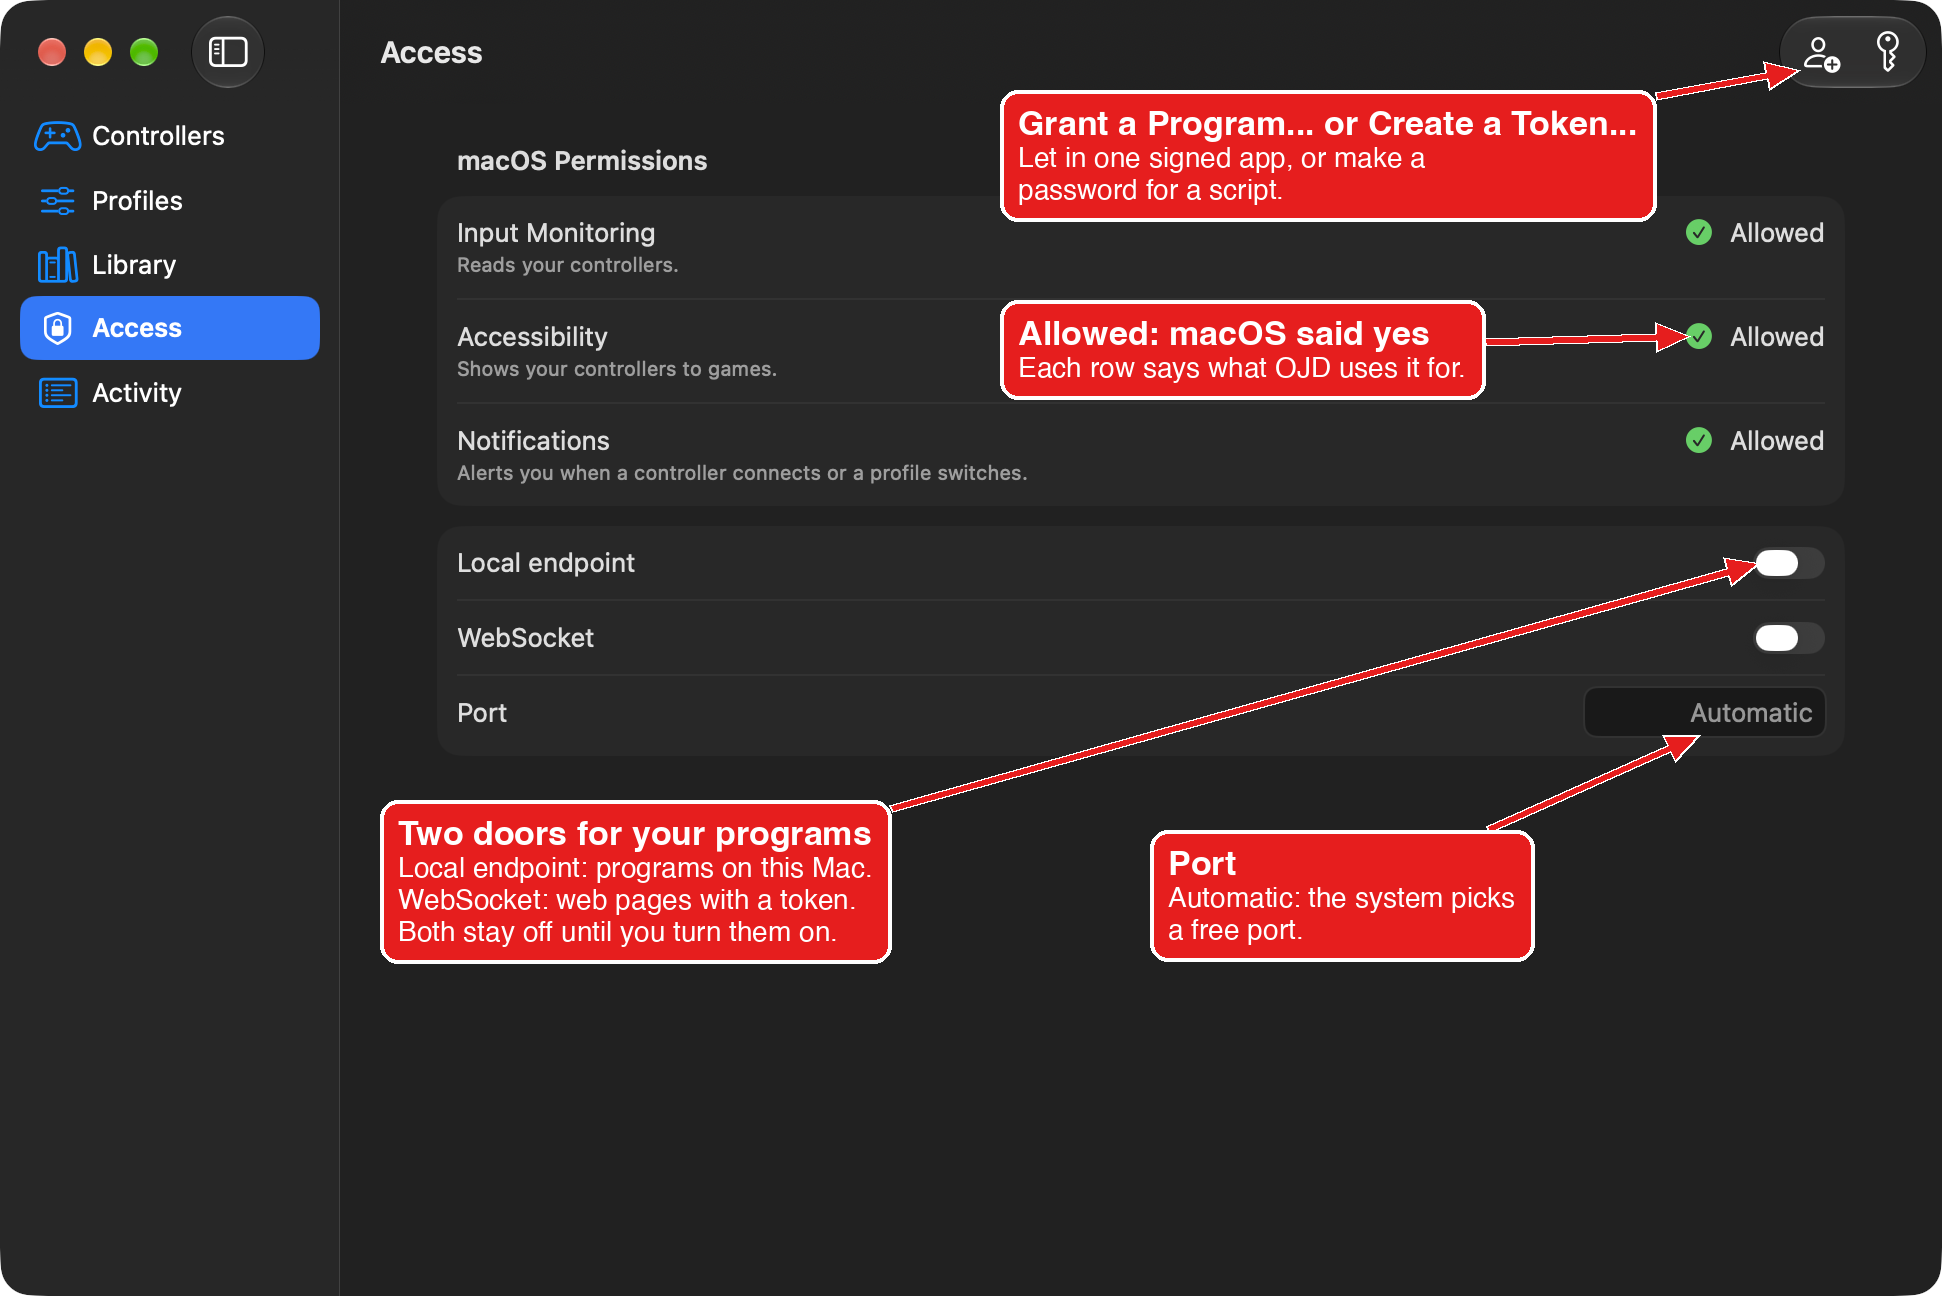 Access
Controllers
Profiles
Library
Access
Activity
Grant a Program... or Create a Token...
Let in one signed app, or make a
password for a script.
macOS Permissions
Input Monitoring
Reads your controllers.
Allowed
Accessibility
Shows your controllers to games.
Allowed: macOS said yes
Each row says what OJD uses it for.
Allowed
Notifications
Alerts you when a controller connects or a profile switches.
Allowed
Local endpoint
WebSocket
Port
Automatic
Two doors for your programs
Local endpoint: programs on this Mac.
WebSocket: web pages with a token.
Both stay off until you turn them on.
Port
Automatic: the system picks
a free port.